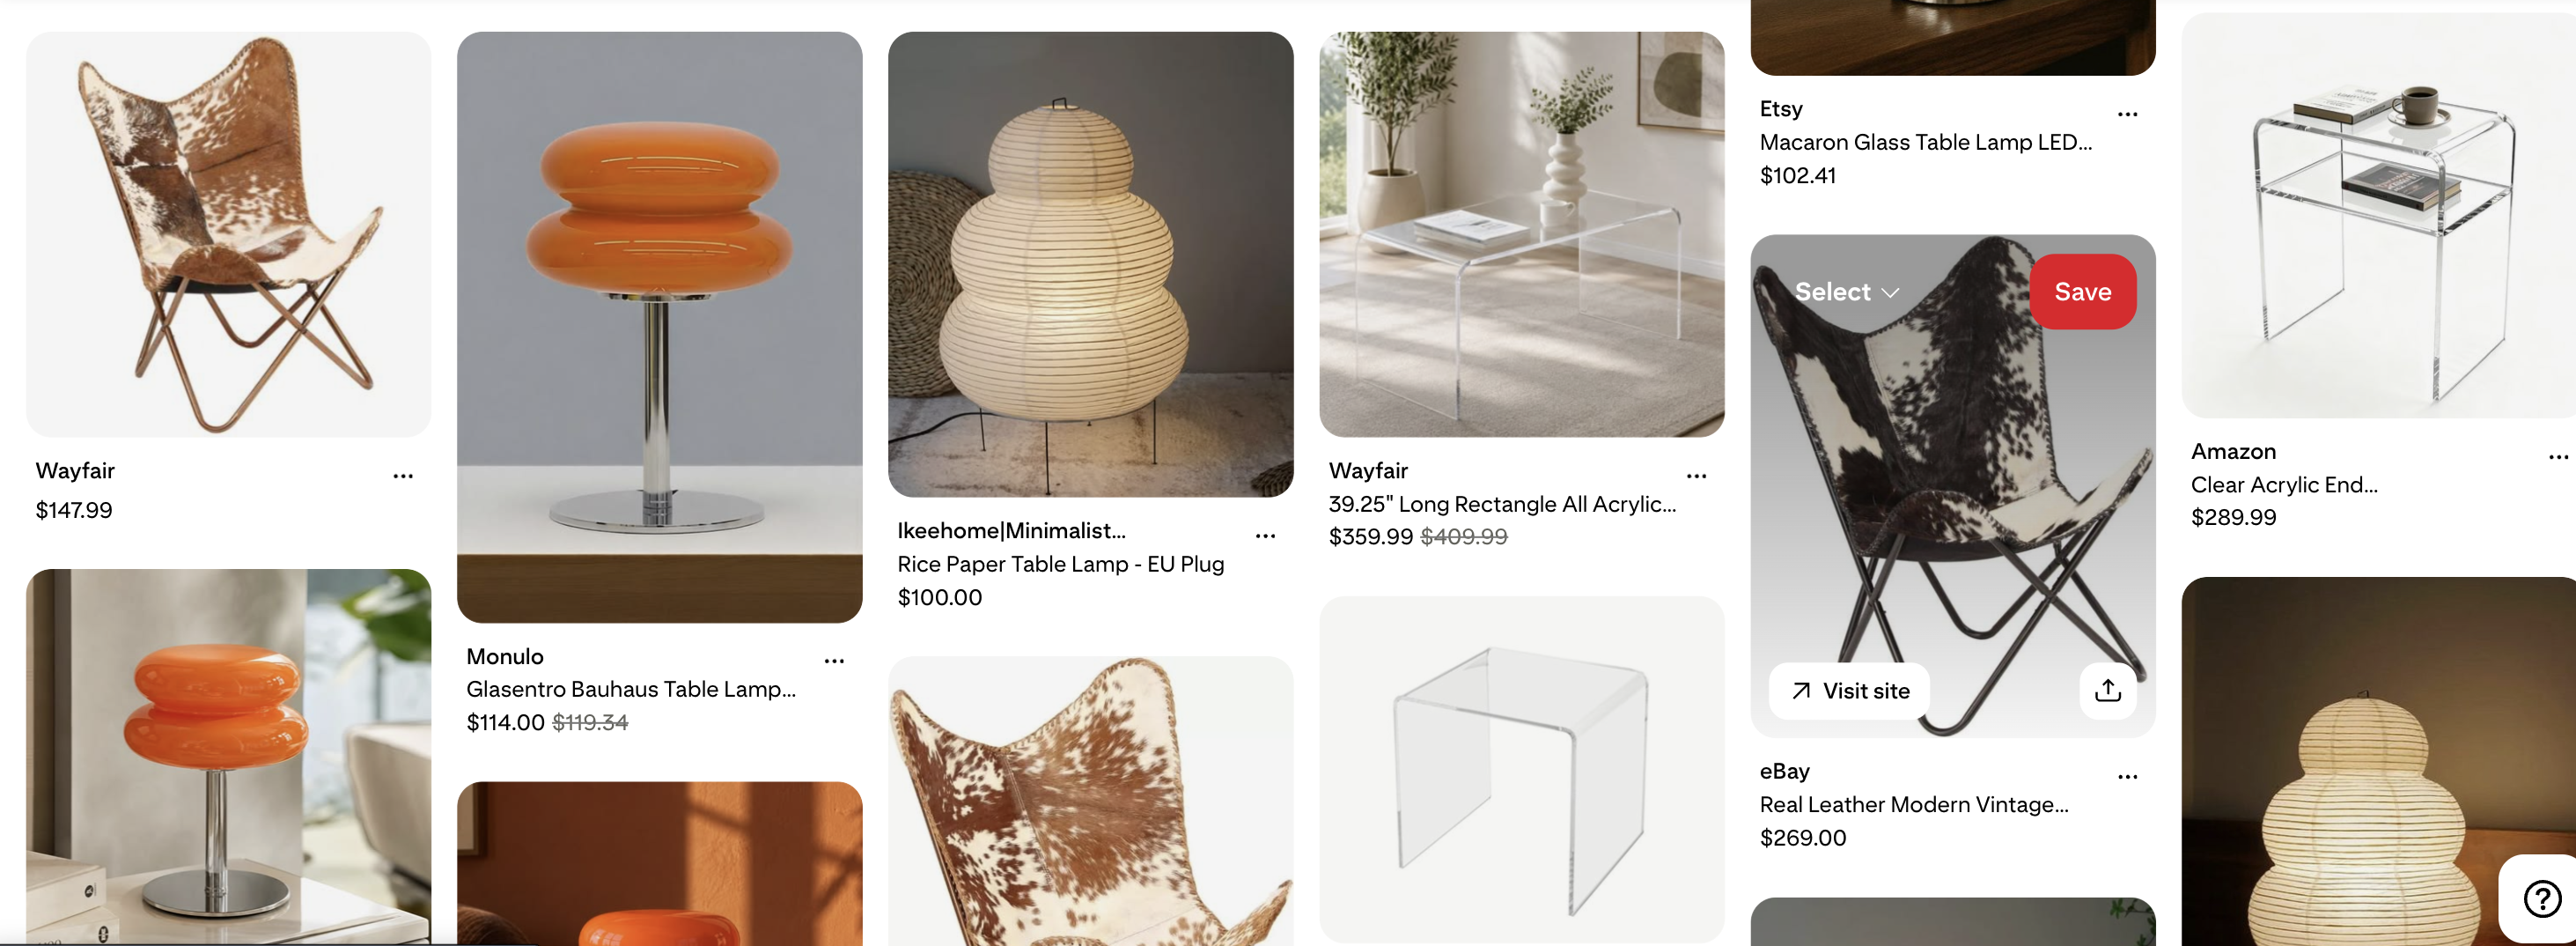 Wayfair
$147.99
Monulo
Glasentro Bauhaus Table Lamp...
$114.00 $119.34
Ikeehome|Minimalist...
Rice Paper Table Lamp - EU Plug
$100.00
Wayfair
39.25" Long Rectangle All Acrylic...
$359.99 $409.99
Etsy
Macaron Glass Table Lamp LED...
$102.41
Select
Save
Visit site
eBay
Real Leather Modern Vintage...
$269.00
Amazon
Clear Acrylic End...
$289.99
?